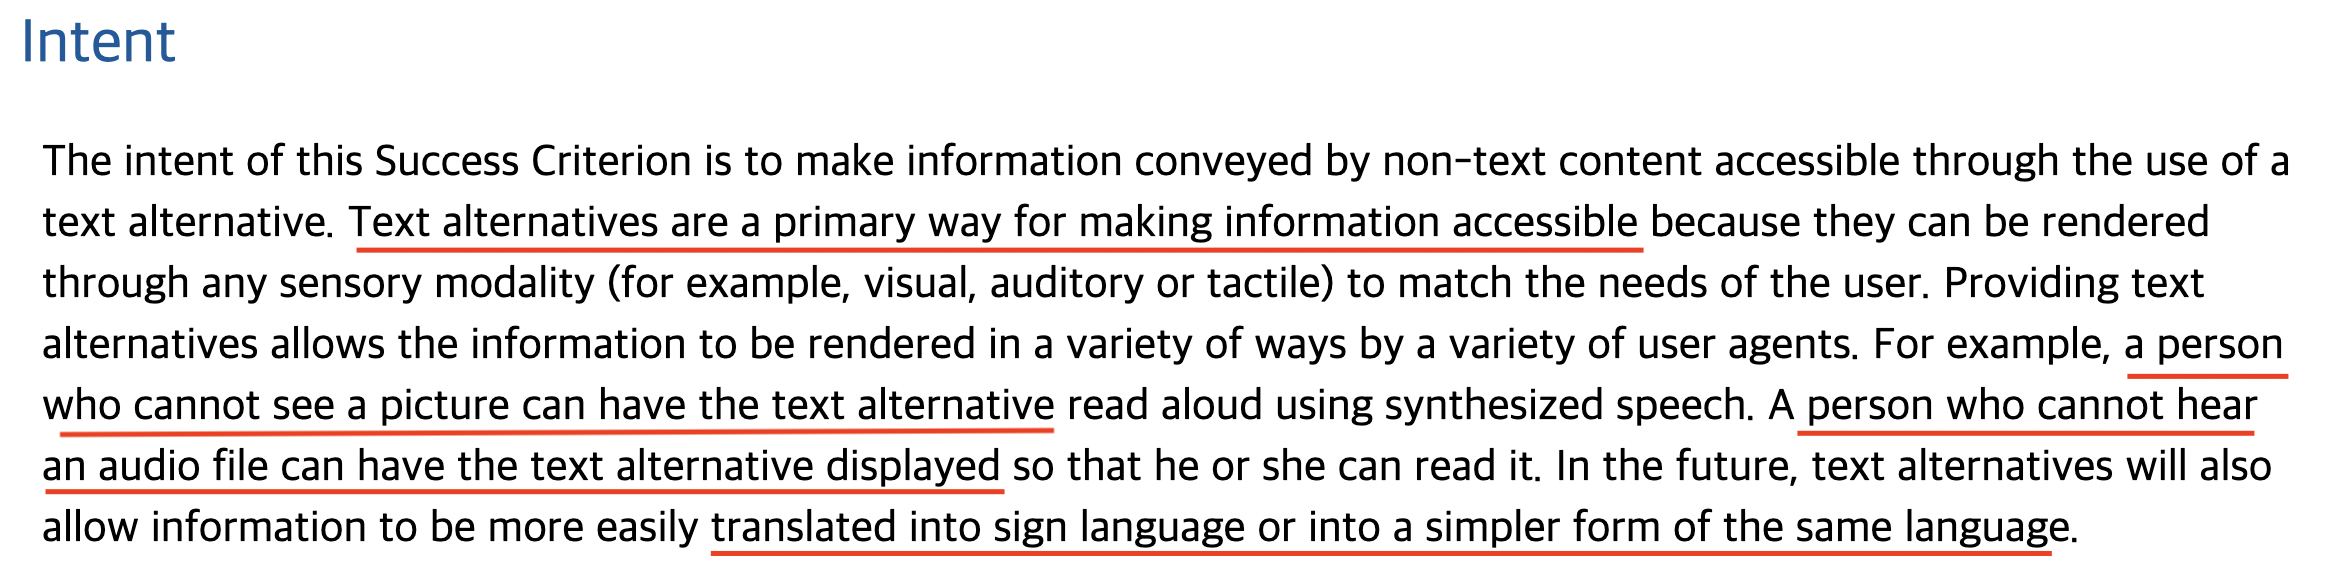 Intent
The intent of this Success Criterion is to make information conveyed by non-text content accessible through the use of a
text alternative. Text alternatives are a primary way for making information accessible because they can be rendered
through any sensory modality (for example, visual, auditory or tactile) to match the needs of the user. Providing text
alternatives allows the information to be rendered in a variety of ways by a variety of user agents. For example, a person
who cannot see a picture can have the text alternative read aloud using synthesized speech. A person who cannot hear
an audio file can have the text alternative displayed so that he or she can read it. In the future, text alternatives will also
allow information to be more easily translated into sign language or into a simpler form of the same language.